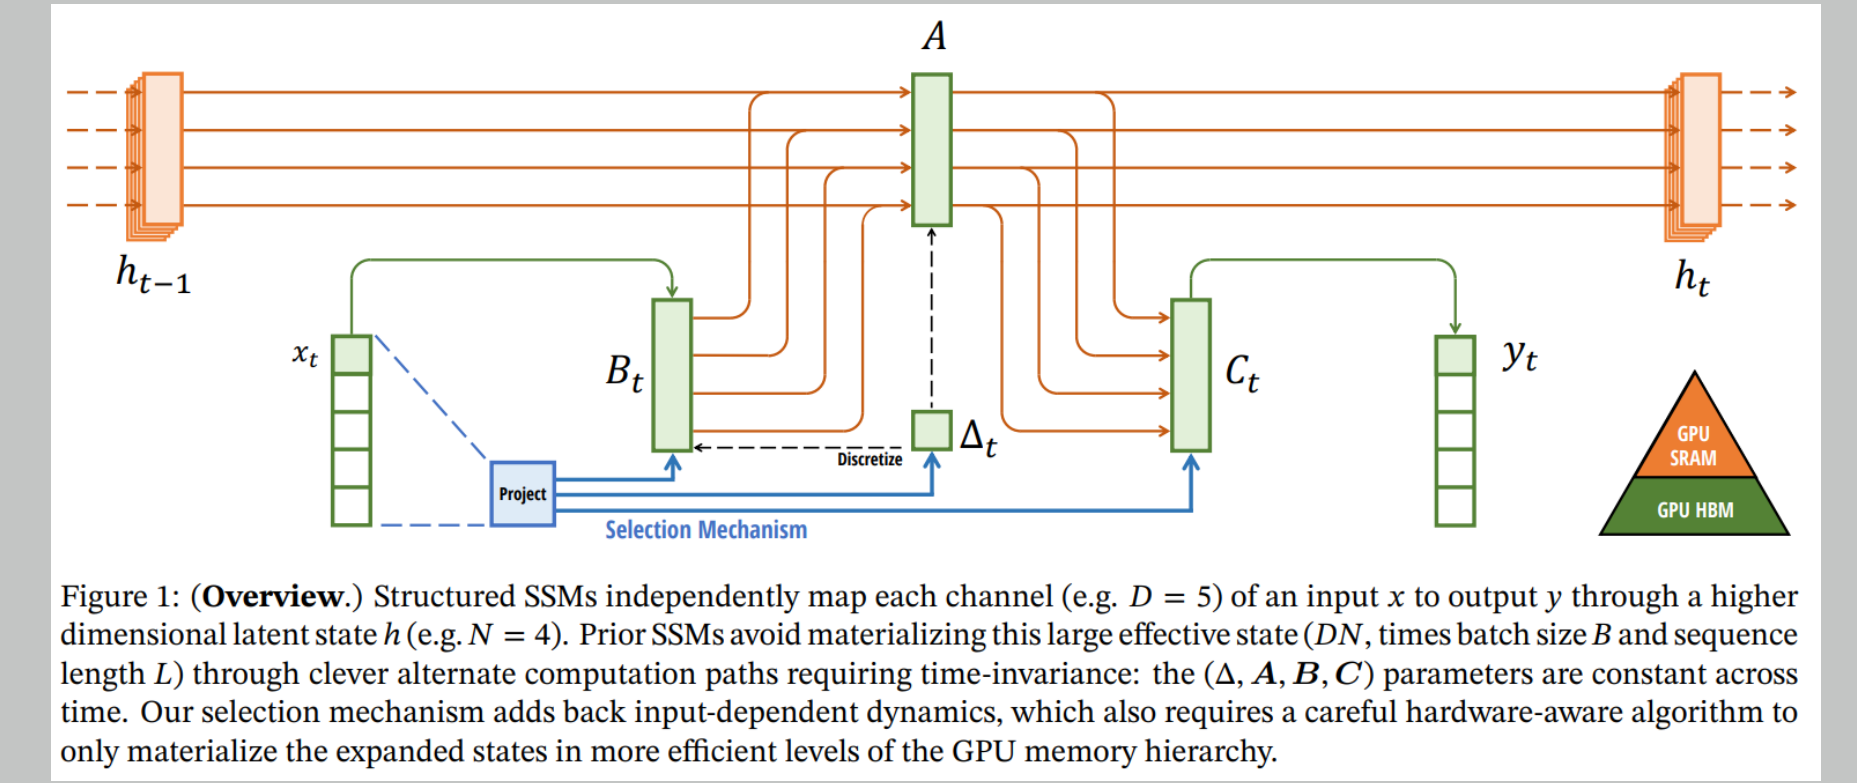 A
h_{t-1}
h_t
x_t
B_t
C_t
y_t
Δ_t
Discretize
Project
Selection Mechanism
GPU
SRAM
GPU HBM
Figure 1: (Overview.) Structured SSMs independently map each channel (e.g. D = 5) of an input x to output y through a higher
dimensional latent state h (e.g. N = 4). Prior SSMs avoid materializing this large effective state (DN, times batch size B and sequence
length L) through clever alternate computation paths requiring time-invariance: the (Δ, A, B, C) parameters are constant across
time. Our selection mechanism adds back input-dependent dynamics, which also requires a careful hardware-aware algorithm to
only materialize the expanded states in more efficient levels of the GPU memory hierarchy.